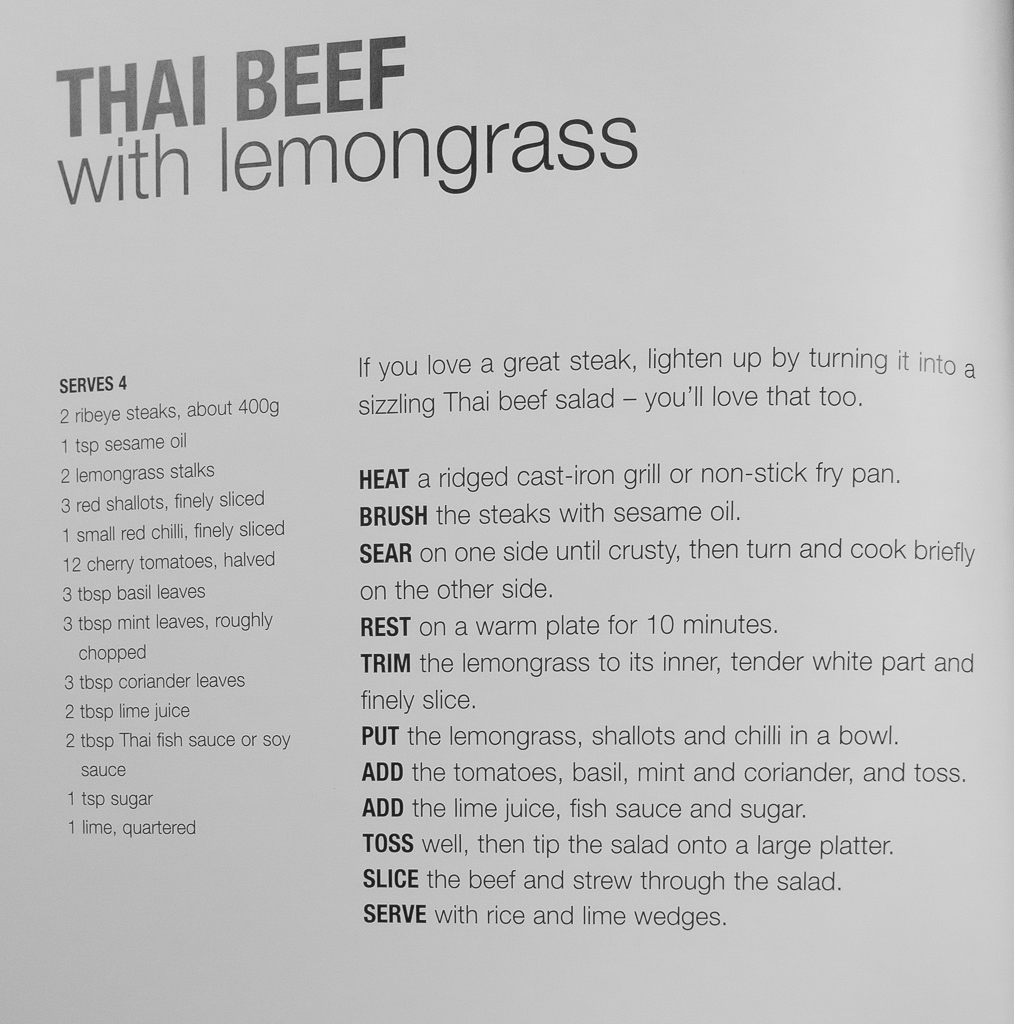 THAI BEEF
with lemongrass
SERVES 4
2 ribeye steaks, about 400g
1 tsp sesame oil
2 lemongrass stalks
3 red shallots, finely sliced
1 small red chilli, finely sliced
12 cherry tomatoes, halved
3 tbsp basil leaves
3 tbsp mint leaves, roughly
chopped
3 tbsp coriander leaves
2 tbsp lime juice
2 tbsp Thai fish sauce or soy
sauce
1 tsp sugar
1 lime, quartered
If you love a great steak, lighten up by turning it into a
sizzling Thai beef salad – you'll love that too.
HEAT a ridged cast-iron grill or non-stick fry pan.
BRUSH the steaks with sesame oil.
SEAR on one side until crusty, then turn and cook briefly
on the other side.
REST on a warm plate for 10 minutes.
TRIM the lemongrass to its inner, tender white part and
finely slice.
PUT the lemongrass, shallots and chilli in a bowl.
ADD the tomatoes, basil, mint and coriander, and toss.
ADD the lime juice, fish sauce and sugar.
TOSS well, then tip the salad onto a large platter.
SLICE the beef and strew through the salad.
SERVE with rice and lime wedges.